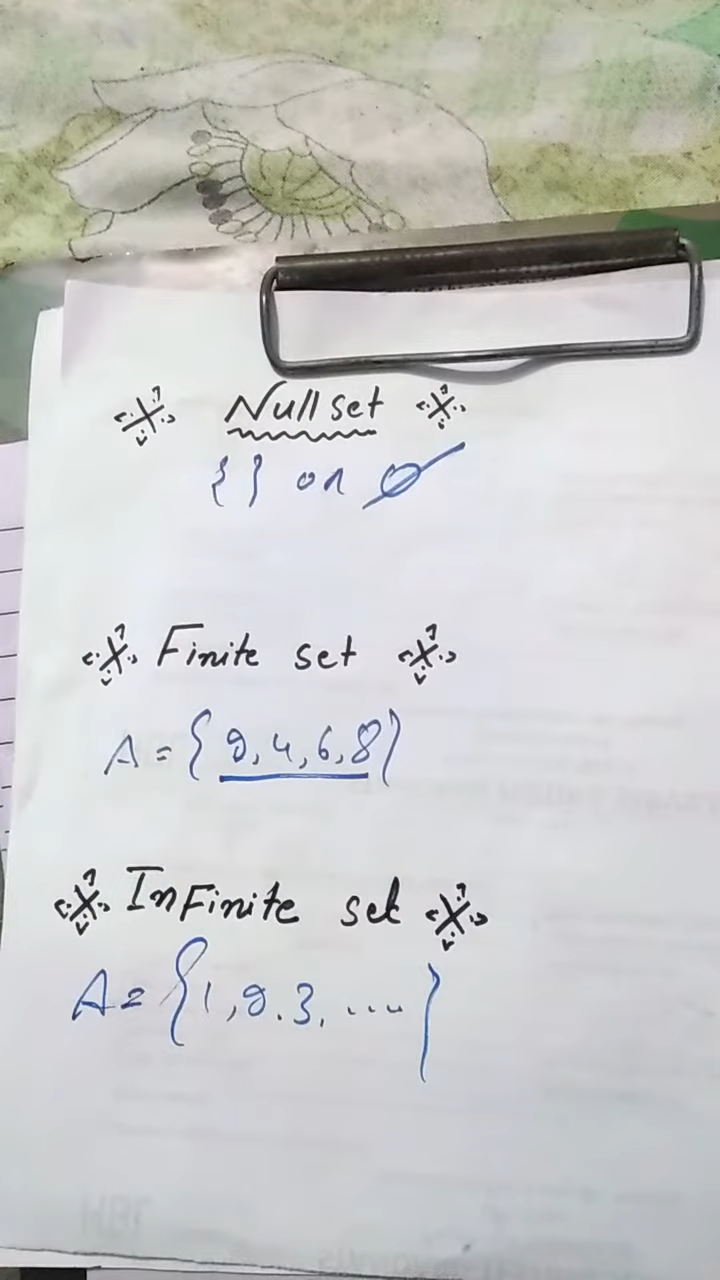 Null set
{ } or ∅
Finite set
A = { 2, 4, 6, 8 }
Infinite set
A = { 1, 2, 3, .... }